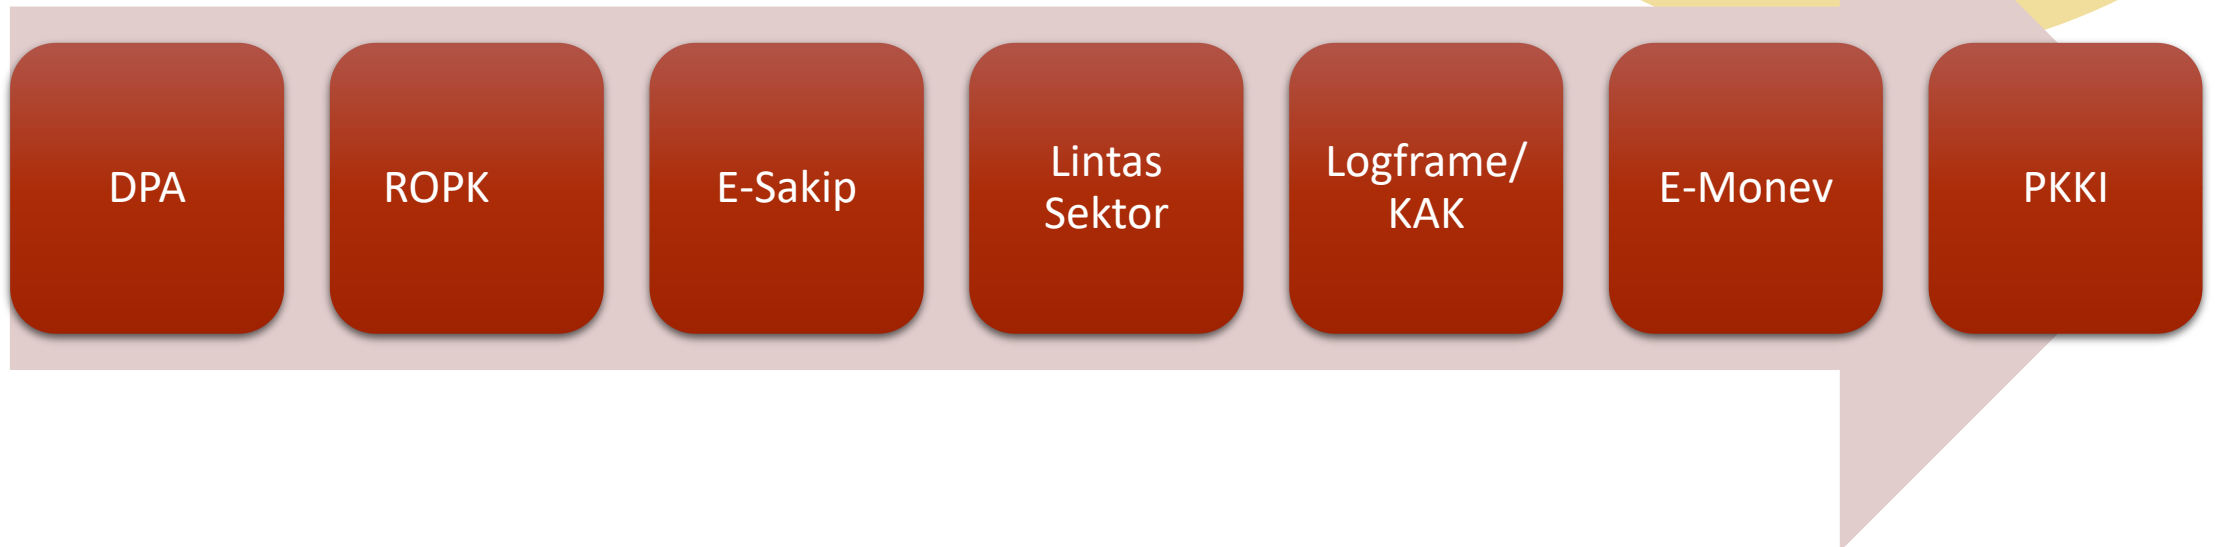 DPA
ROPK
E-Sakip
Lintas
Sektor
Logframe/
KAK
E-Monev
PKKI